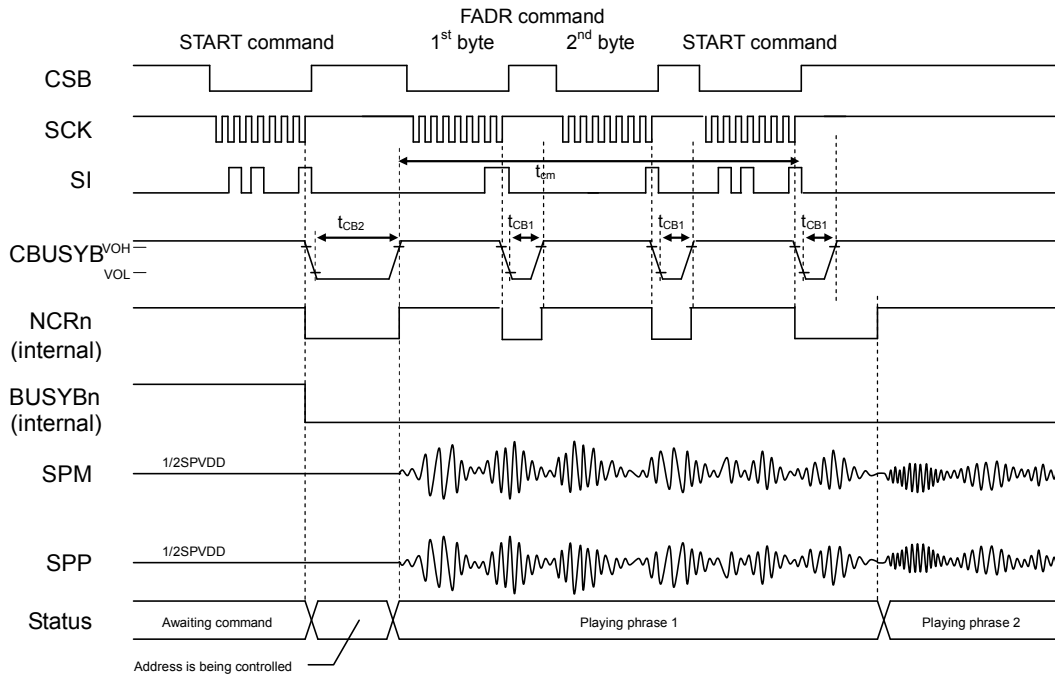 FADR command
START command 1st byte 2nd byte START command
CSB
SCK
SI
tcm
tCB2 tCB1 tCB1 tCB1
CBUSYB
VOH
VOL
NCRn
(internal)
BUSYBn
(internal)
SPM 1/2SPVDD
SPP 1/2SPVDD
Status Awaiting command Playing phrase 1 Playing phrase 2
Address is being controlled